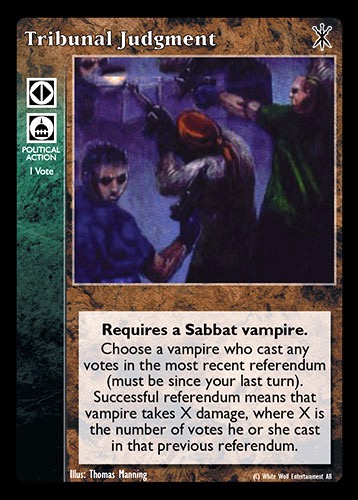 Tribunal Judgment
POLITICAL
ACTION
1 Vote
Requires a Sabbat vampire.
Choose a vampire who cast any
votes in the most recent referendum
(must be since your last turn).
Successful referendum means that
vampire takes X damage, where X is
the number of votes he or she cast
in that previous referendum.
Illus: Thomas Manning
(C) White Wolf Entertainment AB